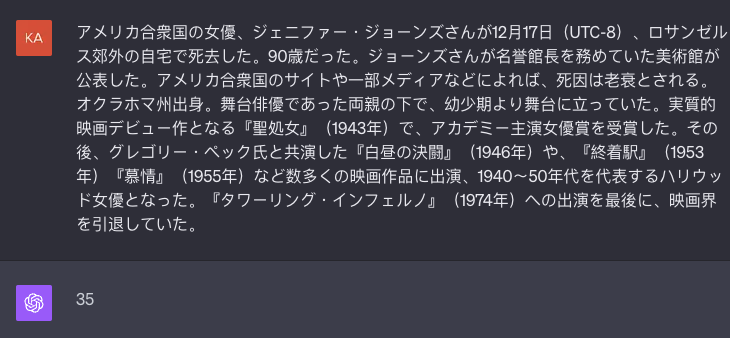 KA
アメリカ合衆国の女優、ジェニファー・ジョーンズさんが12月17日（UTC-8）、ロサンゼル
ス郊外の自宅で死去した。90歳だった。ジョーンズさんが名誉館長を務めていた美術館が
公表した。アメリカ合衆国のサイトや一部メディアなどによれば、死因は老衰とされる。
オクラホマ州出身。舞台俳優であった両親の下で、幼少期より舞台に立っていた。実質的
映画デビュー作となる『聖処女』（1943年）で、アカデミー主演女優賞を受賞した。その
後、グレゴリー・ペック氏と共演した『白昼の決闘』（1946年）や、『終着駅』（1953
年）『慕情』（1955年）など数多くの映画作品に出演、1940〜50年代を代表するハリウッ
ド女優となった。『タワーリング・インフェルノ』（1974年）への出演を最後に、映画界
を引退していた。
35